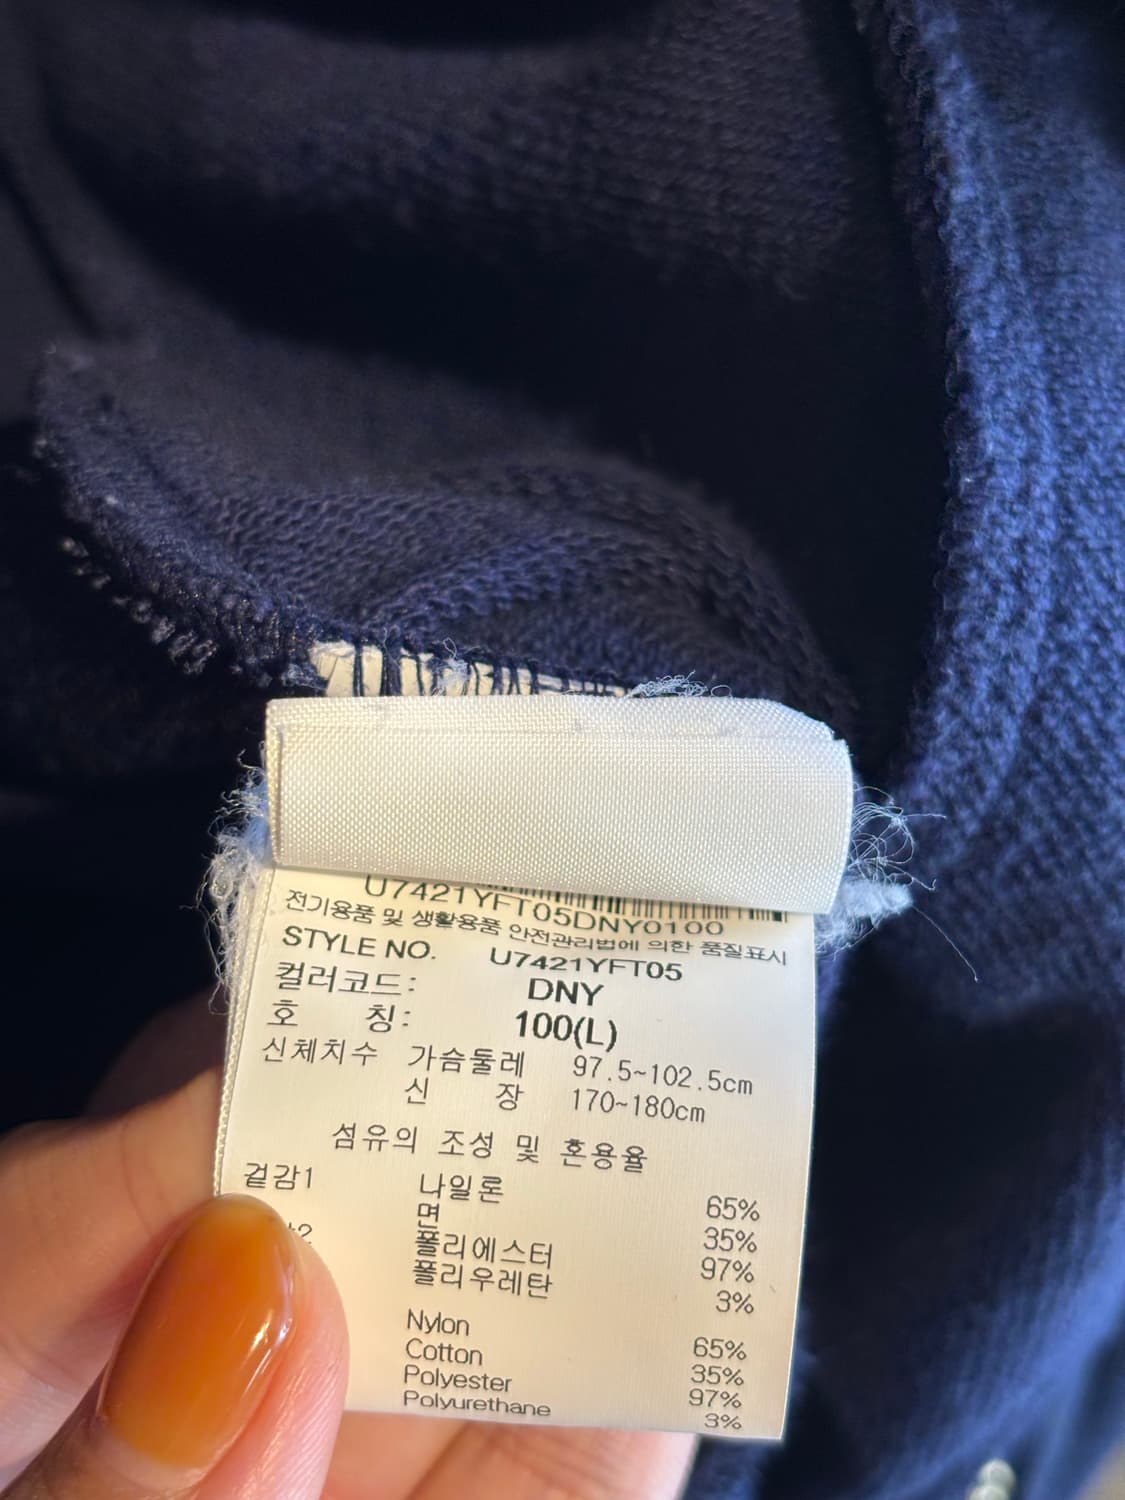 U7421YFT05DNY0100
전기용품 및 생활용품 안전관리법에 의한 품질표시
STYLE NO. U7421YFT05
컬러코드: DNY
호 칭: 100(L)
신체치수 가슴둘레 97.5~102.5cm
신 장 170~180cm
섬유의 조성 및 혼용율
겉감1 나일론 65%
면 35%
2 폴리에스터 97%
폴리우레탄 3%
Nylon 65%
Cotton 35%
Polyester 97%
Polyurethane 3%